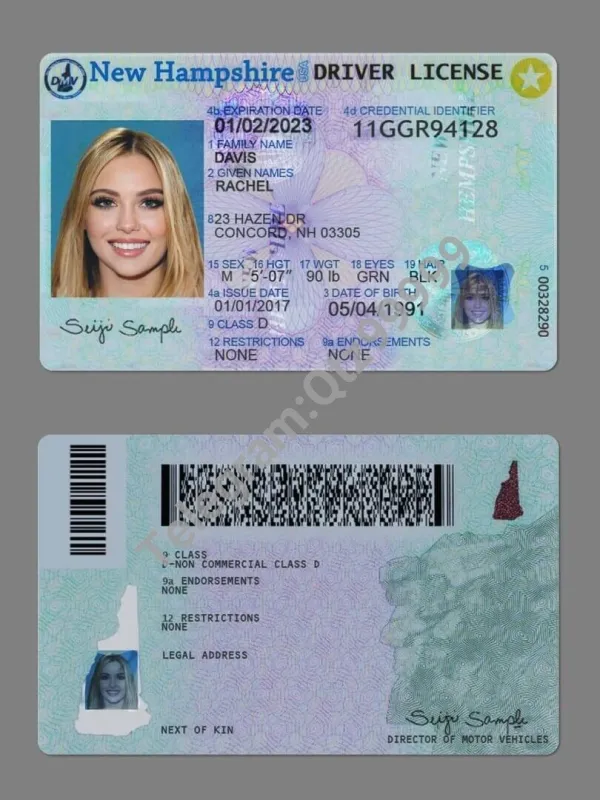 DMV New Hampshire USA DRIVER LICENSE
4b EXPIRATION DATE 4d CREDENTIAL IDENTIFIER
01/02/2023 11GGR94128
1 FAMILY NAME
DAVIS
2 GIVEN NAMES
RACHEL
823 HAZEN DR
CONCORD, NH 03305
15 SEX 16 HGT 17 WGT 18 EYES 19 HAIR
M 5'-07" 90 lb GRN BLK
4a ISSUE DATE 3 DATE OF BIRTH
01/01/2017 05/04/1991
9 CLASS D
12 RESTRICTIONS 9a ENDORSEMENTS
NONE NONE
Seiji Sample
5 00328290
9 CLASS
D-NON COMMERCIAL CLASS D
9a ENDORSEMENTS
NONE
12 RESTRICTIONS
NONE
LEGAL ADDRESS
NEXT OF KIN
Seiji Sample
DIRECTOR OF MOTOR VEHICLES